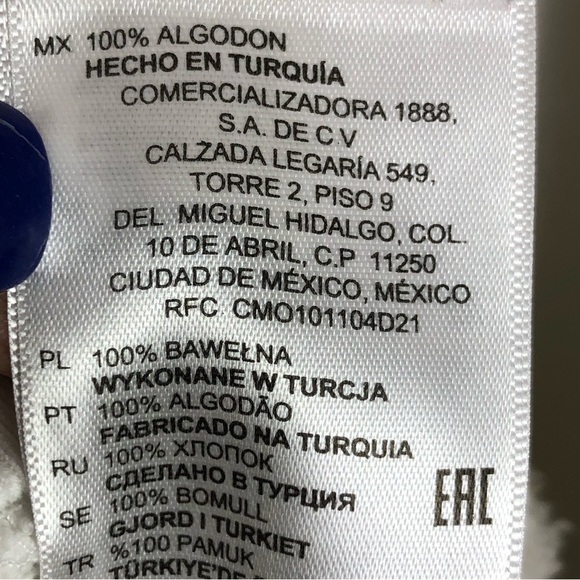 MX 100% ALGODON
HECHO EN TURQUÍA
COMERCIALIZADORA 1888,
S.A. DE C V
CALZADA LEGARÍA 549,
TORRE 2, PISO 9
DEL MIGUEL HIDALGO, COL.
10 DE ABRIL, C.P 11250
CIUDAD DE MÉXICO, MÉXICO
RFC CMO101104D21
PL 100% BAWEŁNA
WYKONANE W TURCJA
PT 100% ALGODÃO
FABRICADO NA TURQUIA
RU 100% ХЛОПОК
СДЕЛАНО В ТУРЦИЯ
SE 100% BOMULL
GJORD I TURKIET
TR %100 PAMUK
TÜRKIYE'DE
EAC